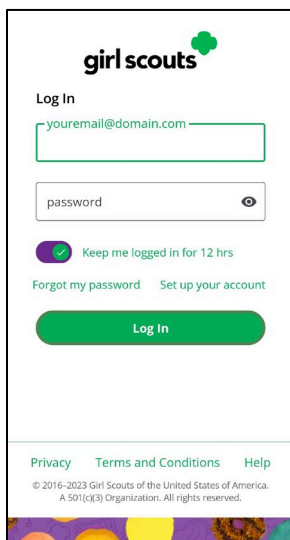 girl scouts
Log In
youremail@domain.com
password
Keep me logged in for 12 hrs
Forgot my password Set up your account
Log In
Privacy Terms and Conditions Help
© 2016–2023 Girl Scouts of the United States of America.
A 501(c)(3) Organization. All rights reserved.